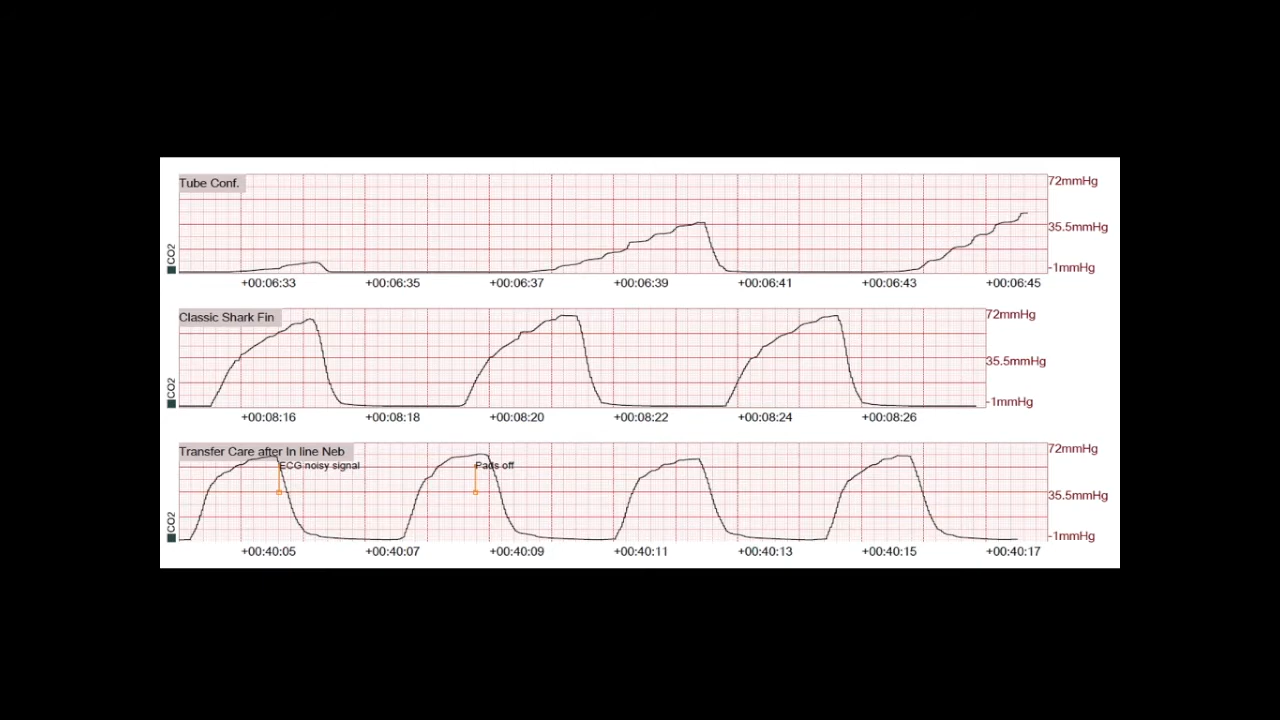 Tube Conf.
72mmHg
35.5mmHg
CO2
-1mmHg
+00:06:33 +00:06:35 +00:06:37 +00:06:39 +00:06:41 +00:06:43 +00:06:45
Classic Shark Fin
72mmHg
35.5mmHg
CO2
-1mmHg
+00:08:16 +00:08:18 +00:08:20 +00:08:22 +00:08:24 +00:08:26
Transfer Care after In line Neb
72mmHg
ECG noisy signal Pads off
35.5mmHg
CO2
-1mmHg
+00:40:05 +00:40:07 +00:40:09 +00:40:11 +00:40:13 +00:40:15 +00:40:17